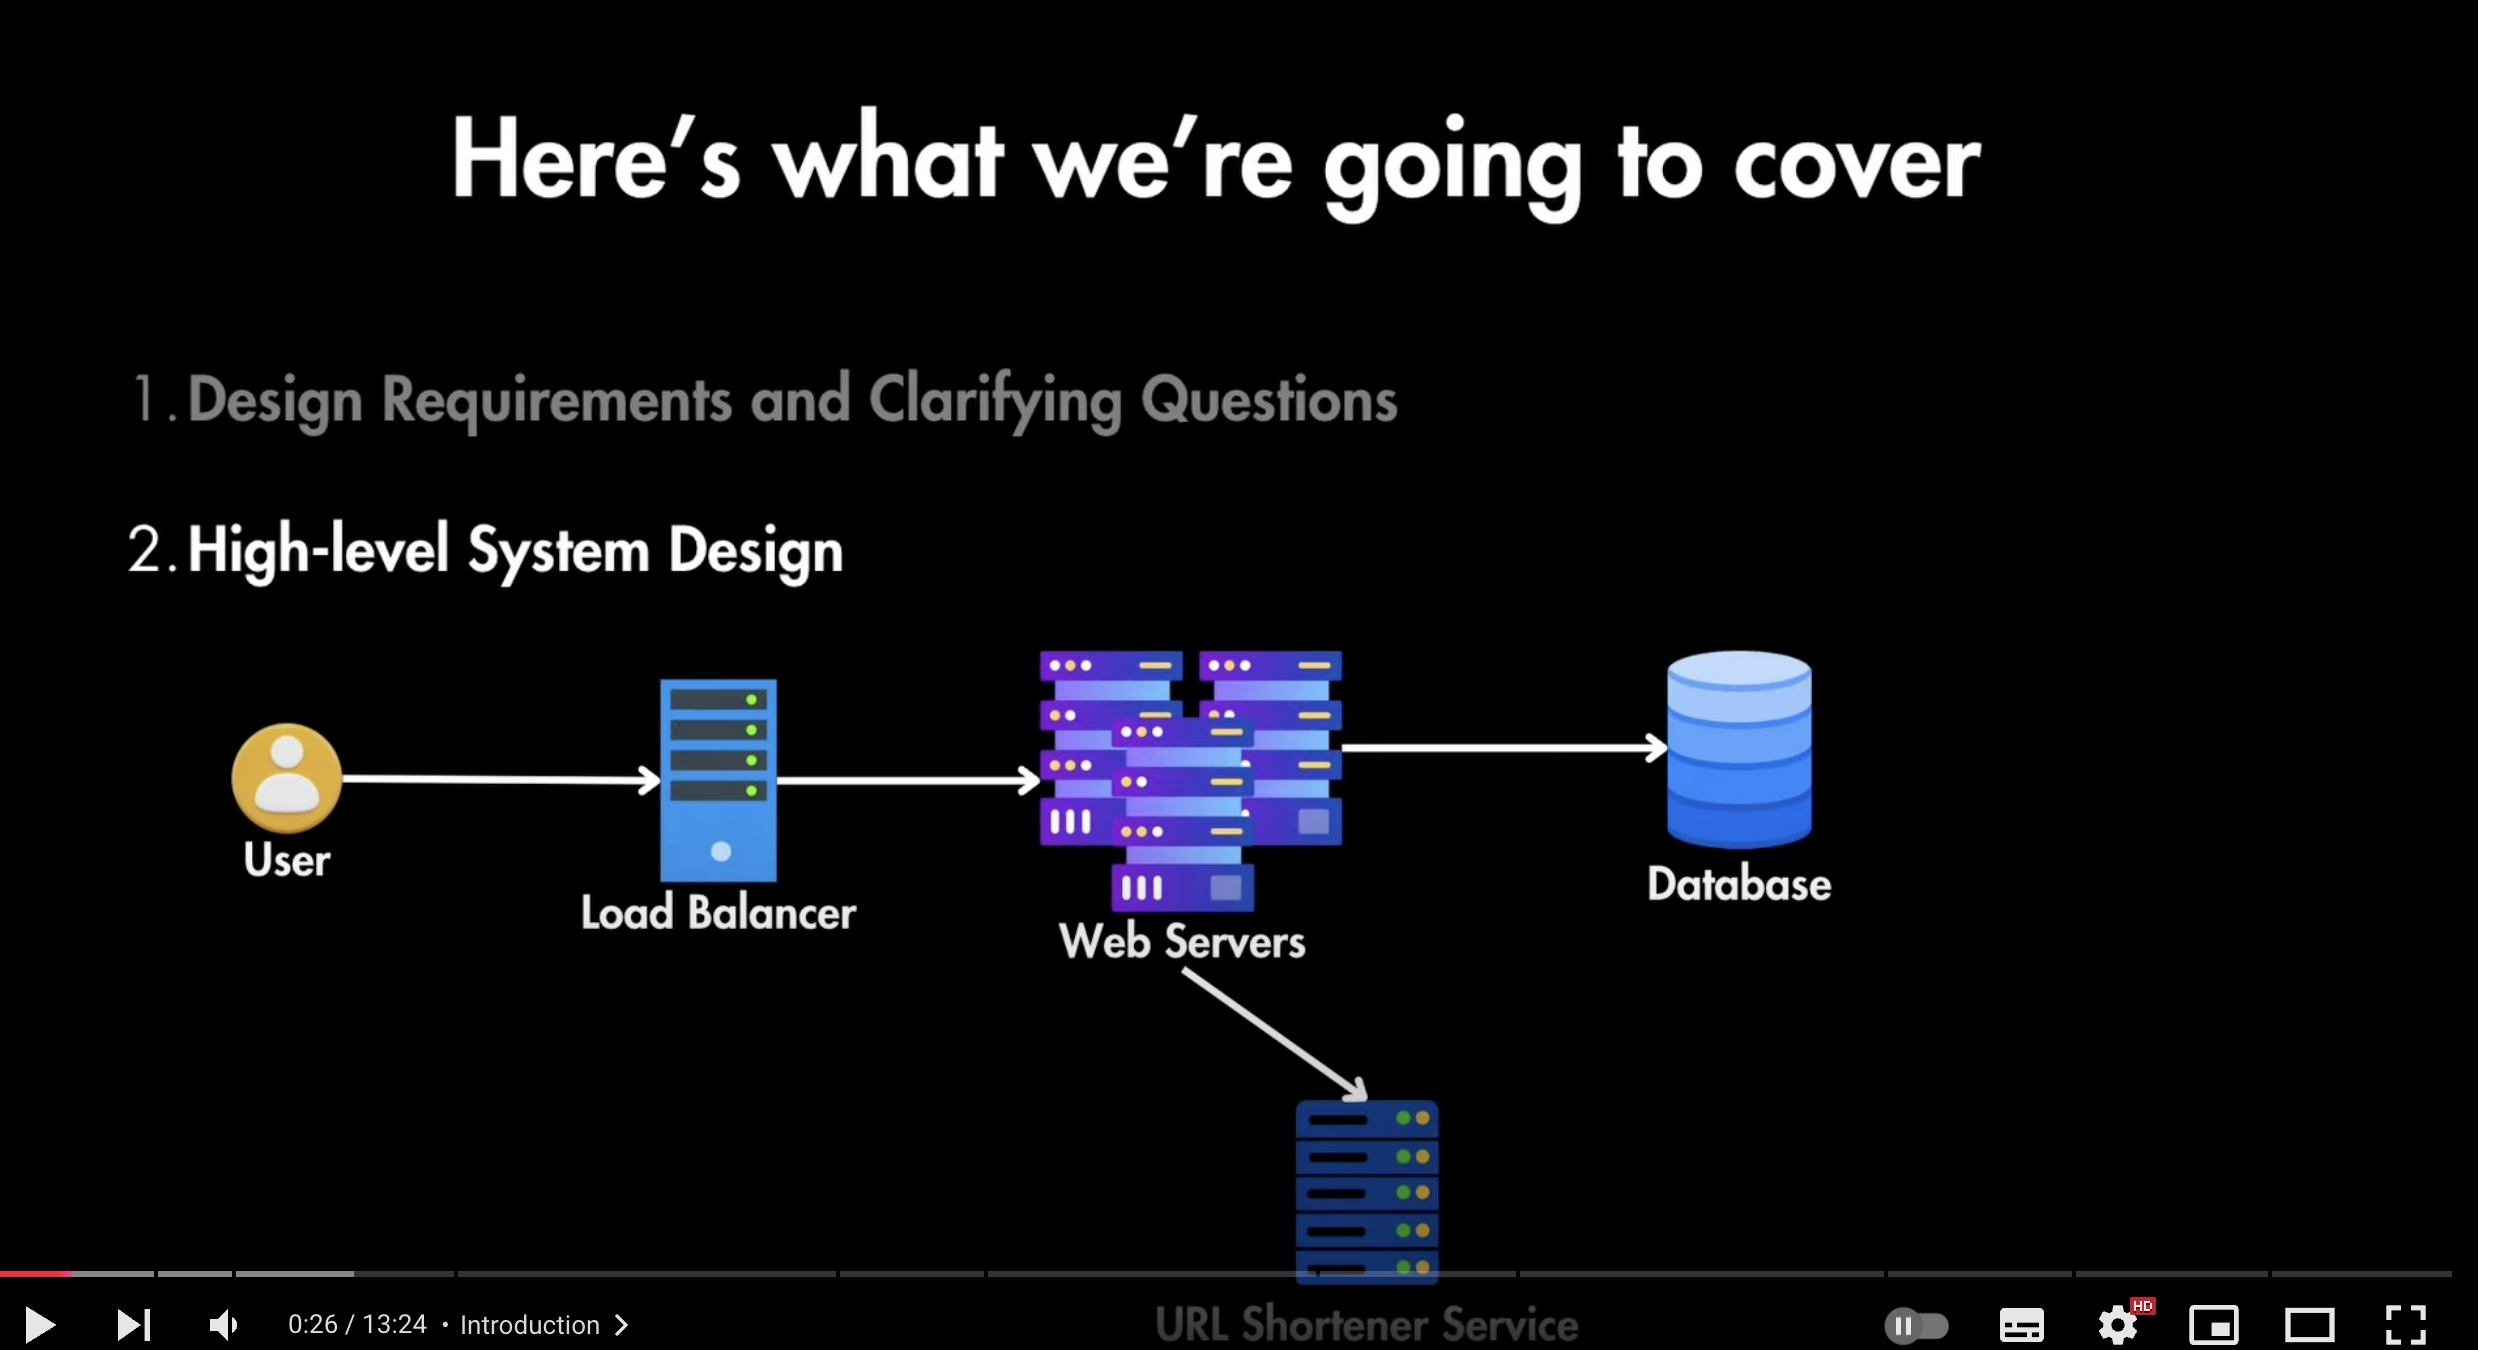 Here's what we're going to cover
1. Design Requirements and Clarifying Questions
2. High-level System Design
User
Load Balancer
Web Servers
Database
URL Shortener Service
0:26 / 13:24 • Introduction
HD